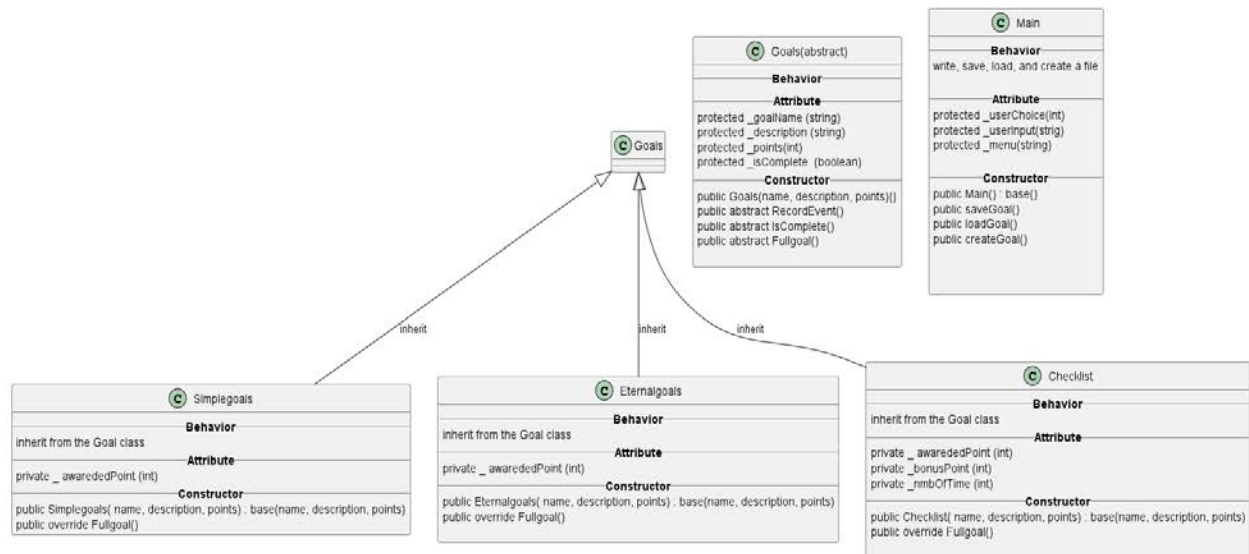 C Main
Behavior
write, save, load, and create a file
Attribute
protected _userChoice(int)
protected _userInput(strig)
protected _menu(string)
Constructor
public Main() : base()
public saveGoal()
public loadGoal()
public createGoal()
C Goals(abstract)
Behavior
Attribute
protected _goalName (string)
protected _description (string)
protected _points(int)
protected _isComplete (boolean)
Constructor
public Goals(name, description, points)()
public abstract RecordEvent()
public abstract IsComplete()
public abstract Fullgoal()
C Goals
inherit
inherit
inherit
C Simplegoals
Behavior
inherit from the Goal class
Attribute
private _ awarededPoint (int)
Constructor
public Simplegoals( name, description, points) : base(name, description, points)
public override Fullgoal()
C Eternalgoals
Behavior
inherit from the Goal class
Attribute
private _ awarededPoint (int)
Constructor
public Eternalgoals( name, description, points) : base(name, description, points)
public override Fullgoal()
C Checklist
Behavior
inherit from the Goal class
Attribute
private _ awarededPoint (int)
private _bonusPoint (int)
private _nmbOfTime (int)
Constructor
public Checklist( name, description, points) : base(name, description, points)
public override Fullgoal()